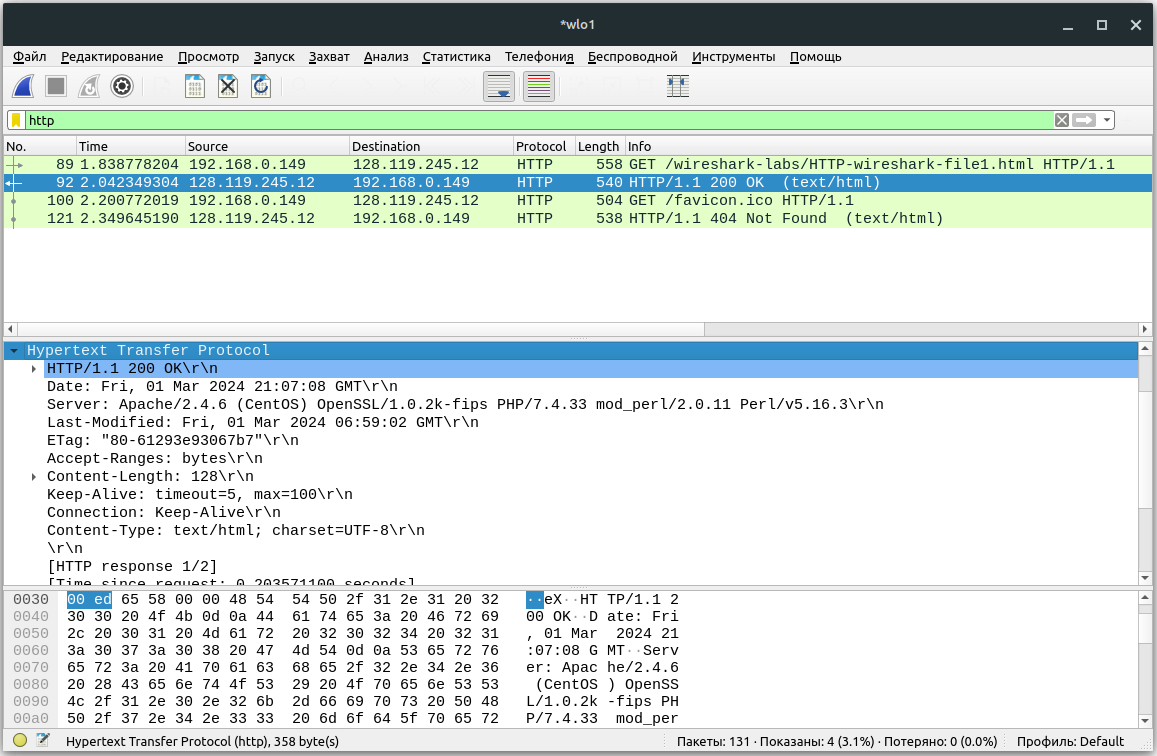 *wlo1
Файл Редактирование Просмотр Запуск Захват Анализ Статистика Телефония Беспроводной Инструменты Помощь
http
No. Time Source Destination Protocol Length Info
89 1.838778204 192.168.0.149 128.119.245.12 HTTP 558 GET /wireshark-labs/HTTP-wireshark-file1.html HTTP/1.1
92 2.042349304 128.119.245.12 192.168.0.149 HTTP 540 HTTP/1.1 200 OK (text/html)
100 2.200772019 192.168.0.149 128.119.245.12 HTTP 504 GET /favicon.ico HTTP/1.1
121 2.349645190 128.119.245.12 192.168.0.149 HTTP 538 HTTP/1.1 404 Not Found (text/html)
Hypertext Transfer Protocol
HTTP/1.1 200 OK\r\n
Date: Fri, 01 Mar 2024 21:07:08 GMT\r\n
Server: Apache/2.4.6 (CentOS) OpenSSL/1.0.2k-fips PHP/7.4.33 mod_perl/2.0.11 Perl/v5.16.3\r\n
Last-Modified: Fri, 01 Mar 2024 06:59:02 GMT\r\n
ETag: "80-61293e93067b7"\r\n
Accept-Ranges: bytes\r\n
Content-Length: 128\r\n
Keep-Alive: timeout=5, max=100\r\n
Connection: Keep-Alive\r\n
Content-Type: text/html; charset=UTF-8\r\n
\r\n
[HTTP response 1/2]
[Time since request: 0.203571100 seconds]
0030 00 ed 65 58 00 00 48 54 54 50 2f 31 2e 31 20 32 ··eX··HT TP/1.1 2
0040 30 30 20 4f 4b 0d 0a 44 61 74 65 3a 20 46 72 69 00 OK··D ate: Fri
0050 2c 20 30 31 20 4d 61 72 20 32 30 32 34 20 32 31 , 01 Mar 2024 21
0060 3a 30 37 3a 30 38 20 47 4d 54 0d 0a 53 65 72 76 :07:08 G MT··Serv
0070 65 72 3a 20 41 70 61 63 68 65 2f 32 2e 34 2e 36 er: Apac he/2.4.6
0080 20 28 43 65 6e 74 4f 53 29 20 4f 70 65 6e 53 53 (CentOS ) OpenSS
0090 4c 2f 31 2e 30 2e 32 6b 2d 66 69 70 73 20 50 48 L/1.0.2k -fips PH
00a0 50 2f 37 2e 34 2e 33 33 20 6d 6f 64 5f 70 65 72 P/7.4.33 mod_per
Hypertext Transfer Protocol (http), 358 byte(s) Пакеты: 131 · Показаны: 4 (3.1%) · Потеряно: 0 (0.0%) Профиль: Default